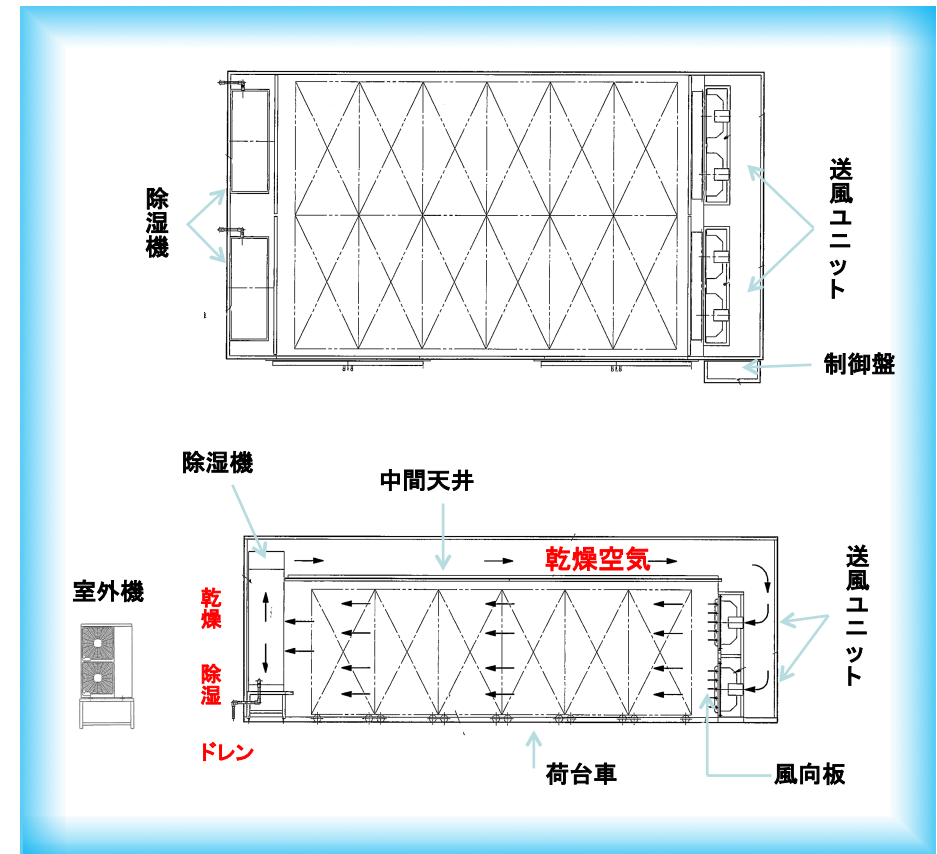 除湿機
送風ユニット
制御盤
除湿機
中間天井
乾燥空気
送風ユニット
室外機
乾燥
除湿
ドレン
荷台車
風向板